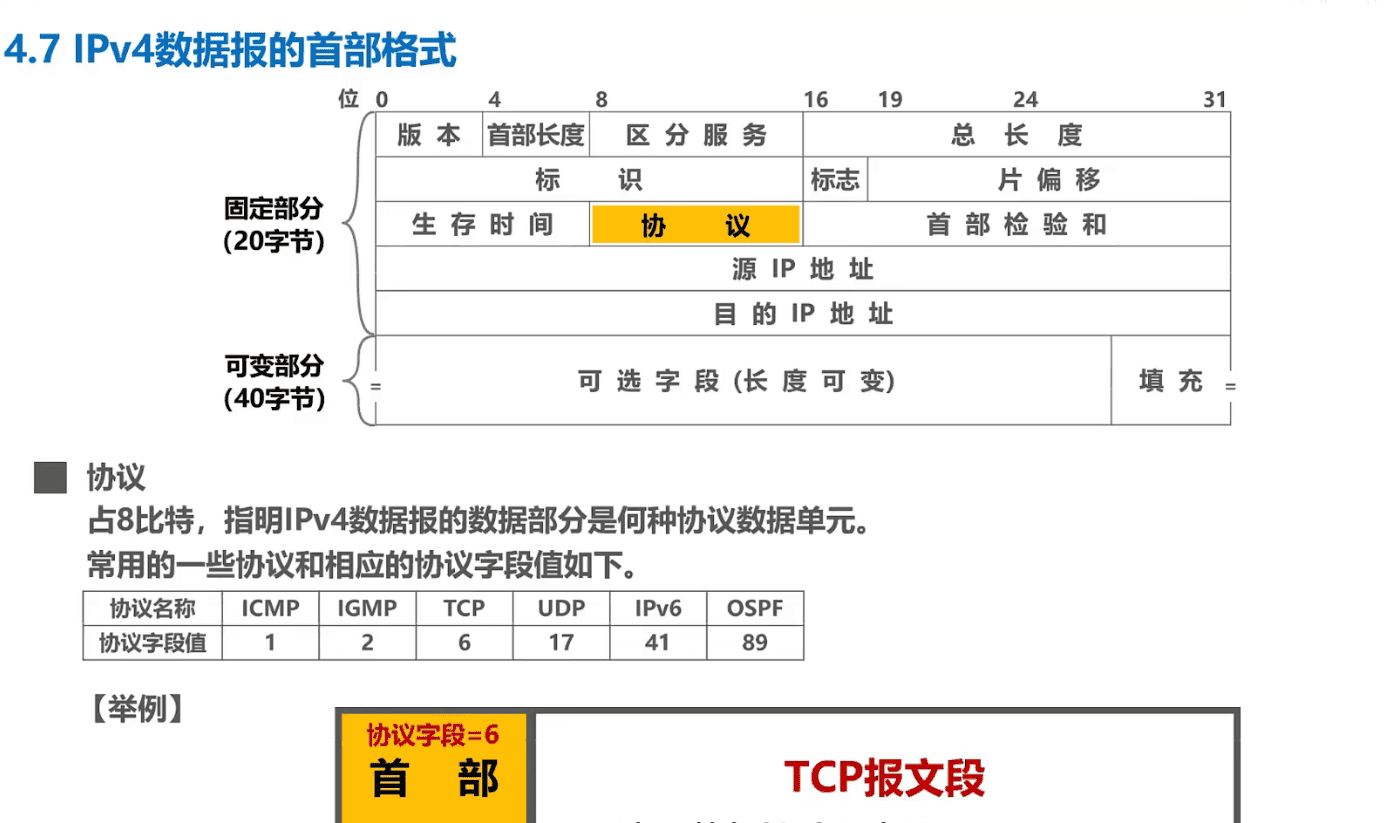 4.7 IPv4数据报的首部格式
位 0 4 8 16 19 24 31
版 本 首部长度 区 分 服 务 总 长 度
标 识 标志 片 偏 移
固定部分
(20字节)
生 存 时 间 协 议 首 部 检 验 和
源 IP 地 址
目 的 IP 地 址
可变部分
(40字节)
= 可 选 字 段 (长 度 可 变) 填 充 =
协议
占8比特，指明IPv4数据报的数据部分是何种协议数据单元。
常用的一些协议和相应的协议字段值如下。
协议名称 ICMP IGMP TCP UDP IPv6 OSPF
协议字段值 1 2 6 17 41 89
【举例】
协议字段=6
首 部
TCP报文段